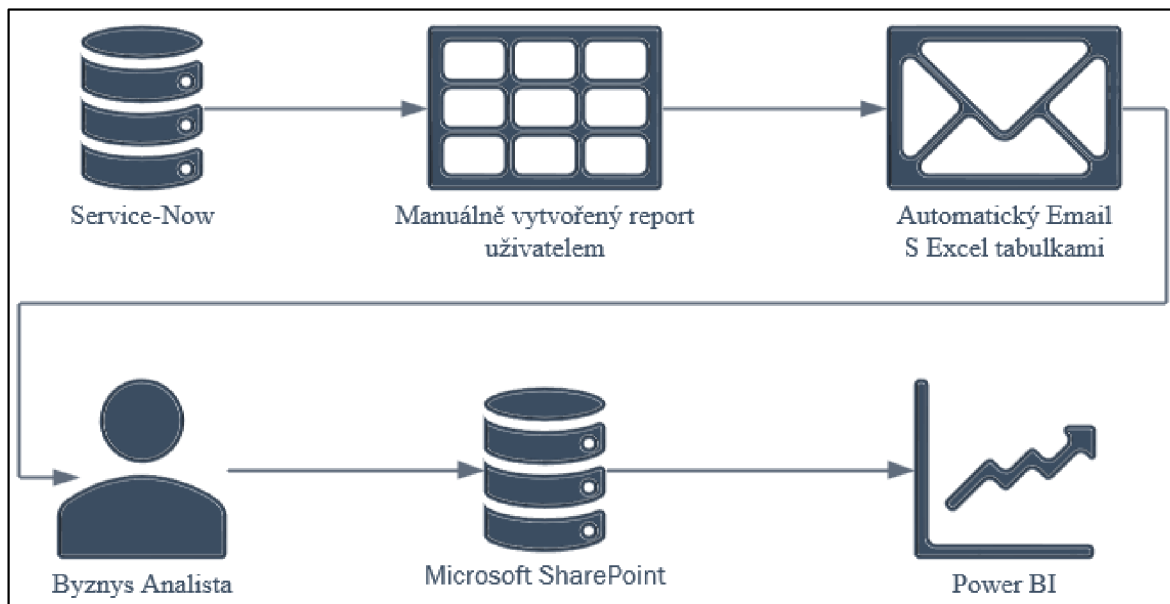 Service-Now
Manuálně vytvořený report
uživatelem
Automatický Email
S Excel tabulkami
Byznys Analista
Microsoft SharePoint
Power BI